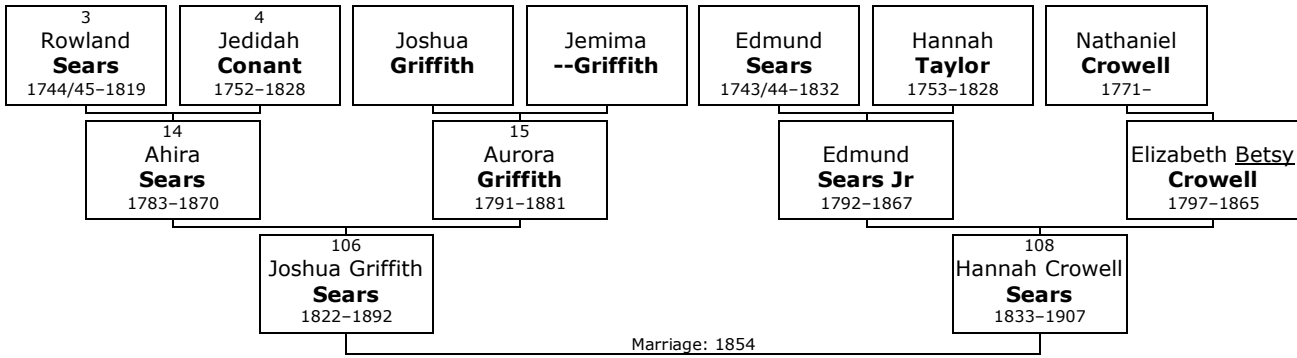 3
Rowland
Sears
1744/45–1819
4
Jedidah
Conant
1752–1828
Joshua
Griffith
Jemima
--Griffith
Edmund
Sears
1743/44–1832
Hannah
Taylor
1753–1828
Nathaniel
Crowell
1771–
14
Ahira
Sears
1783–1870
15
Aurora
Griffith
1791–1881
Edmund
Sears Jr
1792–1867
Elizabeth Betsy
Crowell
1797–1865
106
Joshua Griffith
Sears
1822–1892
108
Hannah Crowell
Sears
1833–1907
Marriage: 1854